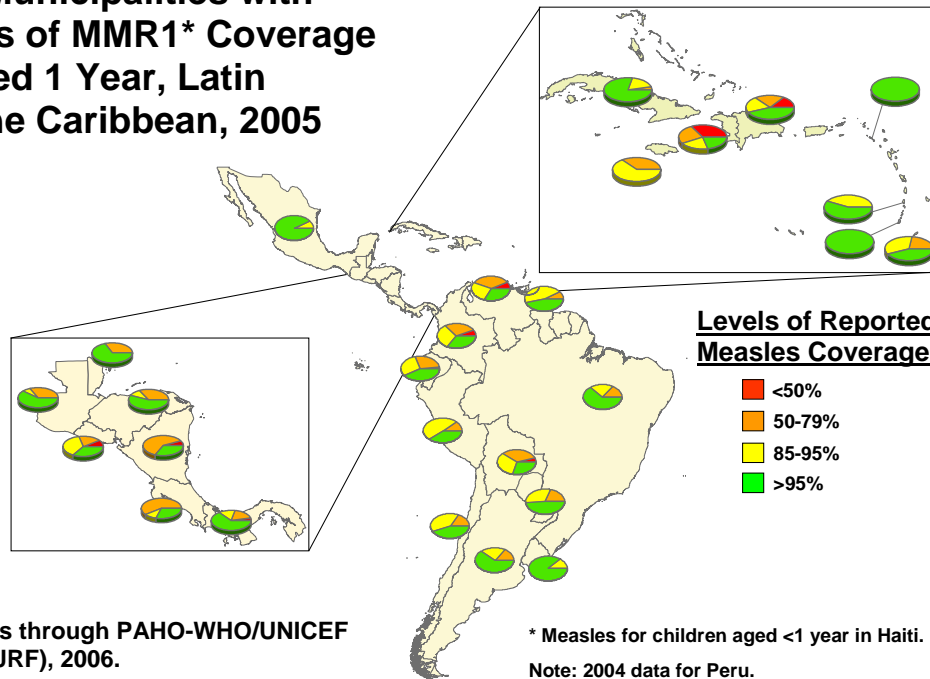 Municipalities with
s of MMR1* Coverage
ed 1 Year, Latin
he Caribbean, 2005
Levels of Reported
Measles Coverage
<50%
50-79%
85-95%
>95%
s through PAHO-WHO/UNICEF
JRF), 2006.
* Measles for children aged <1 year in Haiti.
Note: 2004 data for Peru.